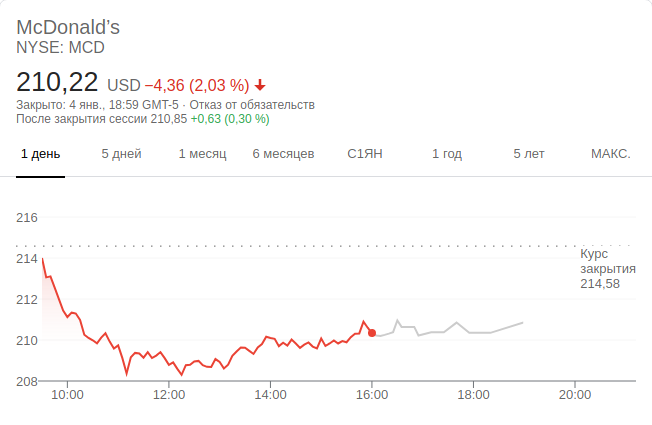 McDonald’s
NYSE: MCD
210,22 USD −4,36 (2,03 %)
Закрыто: 4 янв., 18:59 GMT-5 · Отказ от обязательств
После закрытия сессии 210,85 +0,63 (0,30 %)
1 день 5 дней 1 месяц 6 месяцев С1ЯН 1 год 5 лет МАКС.
216
Курс
закрытия
214,58
214
212
210
208
10:00 12:00 14:00 16:00 18:00 20:00